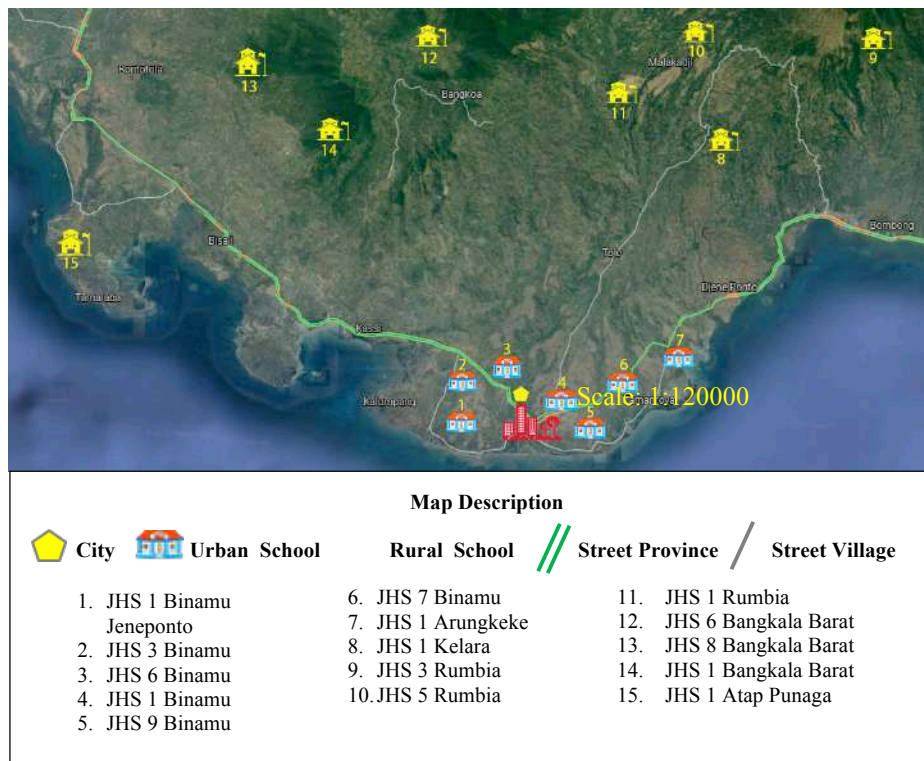 12
10
9
Malakadji
13
Bangkoa
11
14
8
15
Bombong
Tolu
Djene Ponto
Kassi
7
3
6
2
4
Scale: 1:120000
1
5
Map Description
City Urban School Rural School Street Province Street Village
1. JHS 1 Binamu
Jeneponto
2. JHS 3 Binamu
3. JHS 6 Binamu
4. JHS 1 Binamu
5. JHS 9 Binamu
6. JHS 7 Binamu
7. JHS 1 Arungkeke
8. JHS 1 Kelara
9. JHS 3 Rumbia
10. JHS 5 Rumbia
11. JHS 1 Rumbia
12. JHS 6 Bangkala Barat
13. JHS 8 Bangkala Barat
14. JHS 1 Bangkala Barat
15. JHS 1 Atap Punaga